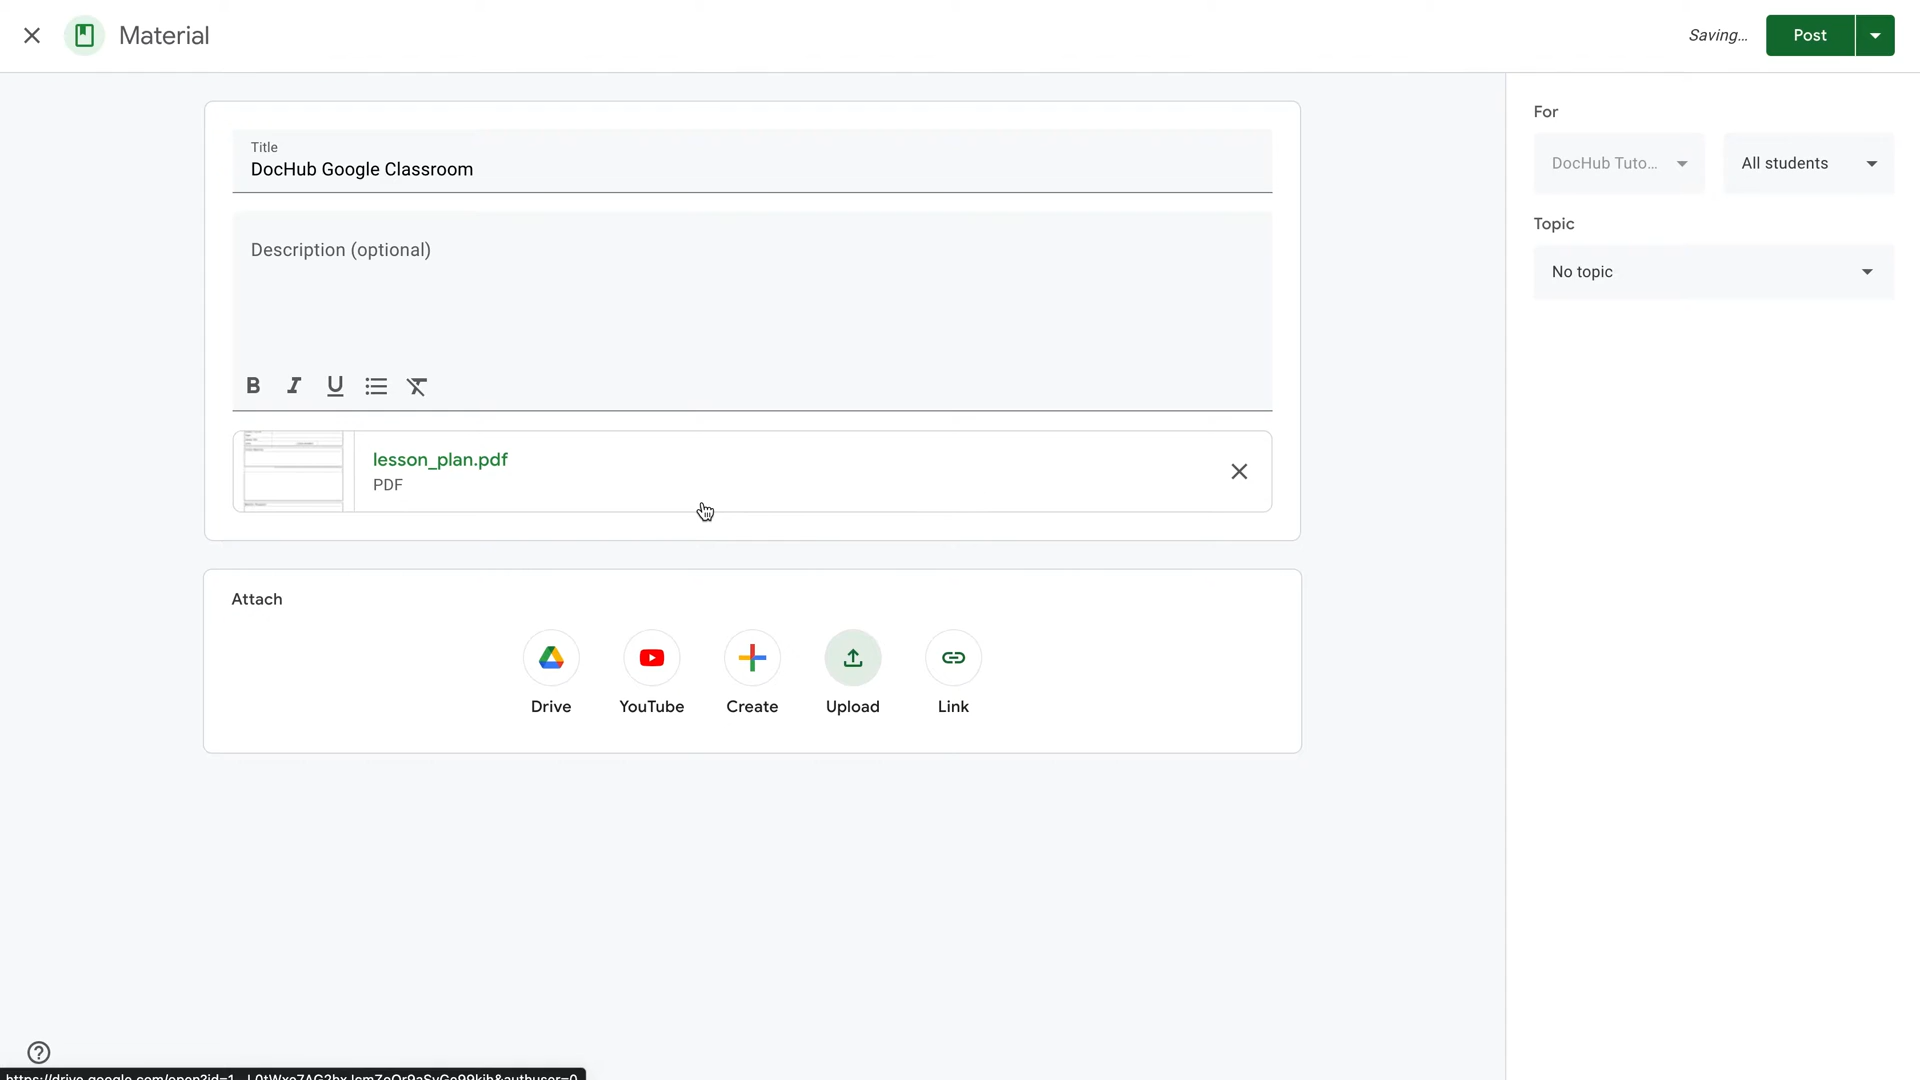 Material
Saving...
Post
Title
DocHub Google Classroom
Description (optional)
B I U
lesson_plan.pdf
PDF
Attach
Drive
YouTube
Create
Upload
Link
For
DocHub Tuto...
All students
Topic
No topic